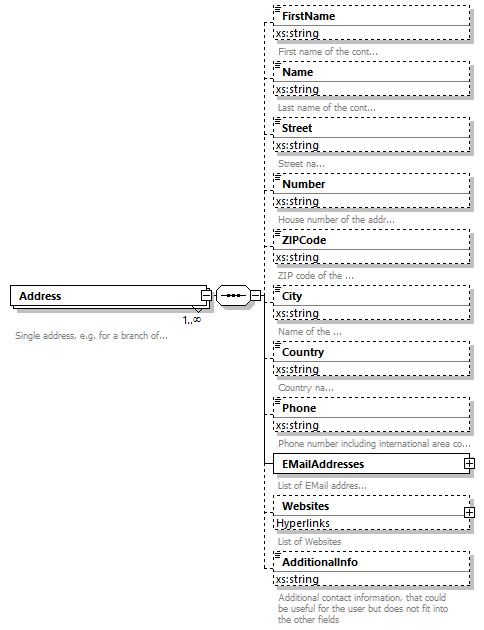 FirstName
xs:string
First name of the cont...
Name
xs:string
Last name of the cont...
Street
xs:string
Street na...
Number
xs:string
House number of the addr...
ZIPCode
xs:string
ZIP code of the ...
Address
1..∞
Single address, e.g. for a branch of...
City
xs:string
Name of the ...
Country
xs:string
Country na...
Phone
xs:string
Phone number including international area co...
EMailAddresses
List of EMail addres...
Websites
Hyperlinks
List of Websites
AdditionalInfo
xs:string
Additional contact information, that could
be useful for the user but does not fit into
the other fields